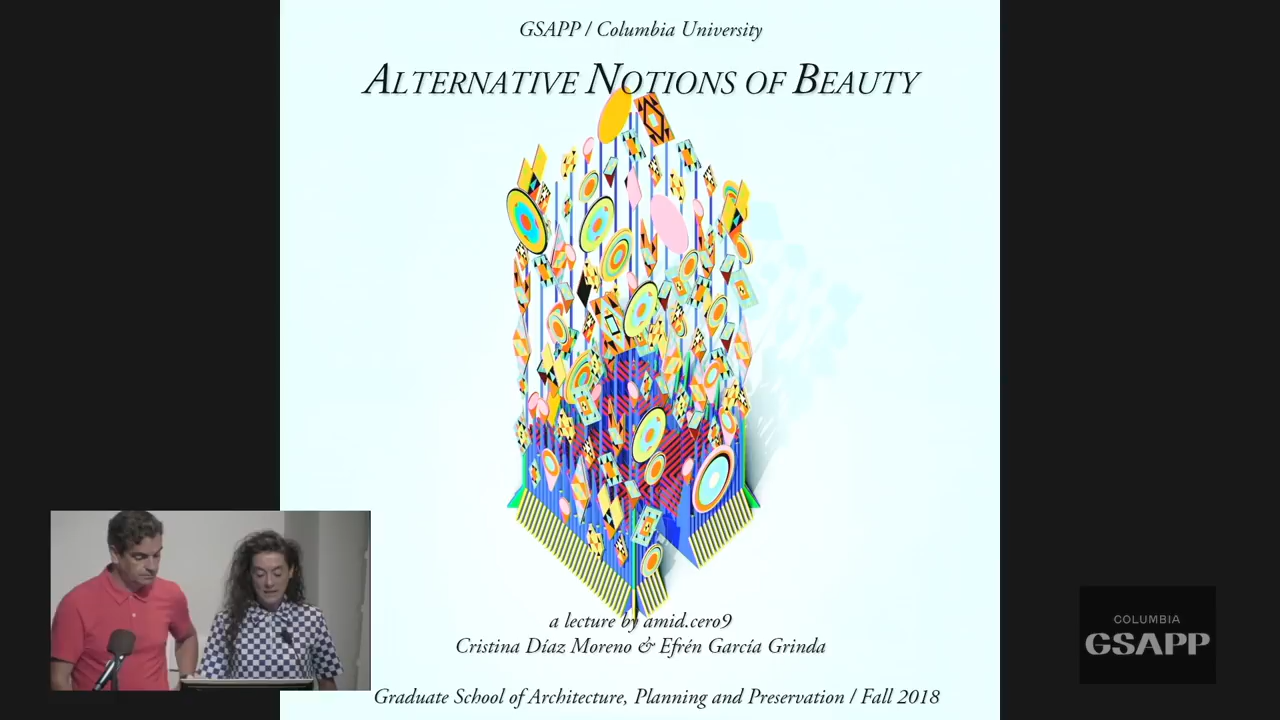 GSAPP / Columbia University
ALTERNATIVE NOTIONS OF BEAUTY
a lecture by amid.cero9
Cristina Díaz Moreno & Efrén García Grinda
Graduate School of Architecture, Planning and Preservation / Fall 2018
COLUMBIA
GSAPP